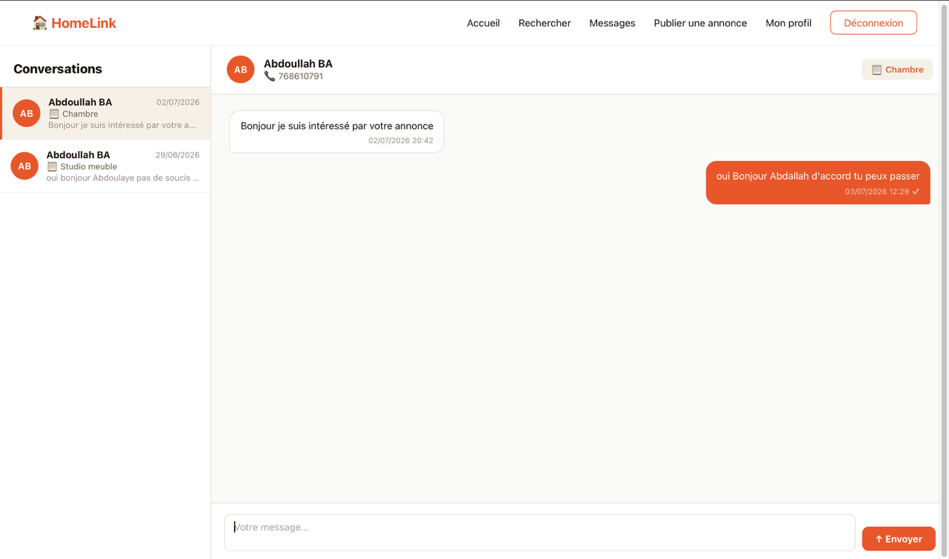 HomeLink
Accueil Rechercher Messages Publier une annonce Mon profil Déconnexion
Conversations
AB
Abdoullah BA 02/07/2026
Chambre
Bonjour je suis intéressé par votre a...
AB
Abdoullah BA 29/06/2026
Studio meuble
oui bonjour Abdoulaye pas de soucis ...
AB
Abdoullah BA
768610791
Chambre
Bonjour je suis intéressé par votre annonce
02/07/2026 20:42
oui Bonjour Abdallah d'accord tu peux passer
03/07/2026 12:29 ✓
Votre message...
↑ Envoyer